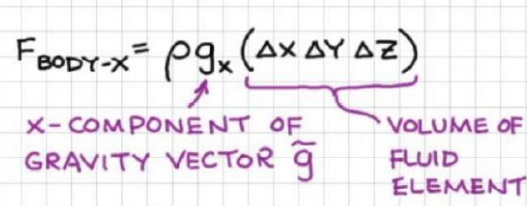 F_BODY-X = ρg_x (ΔX ΔY ΔZ)
X-COMPONENT OF
GRAVITY VECTOR g̃
VOLUME OF
FLUID
ELEMENT